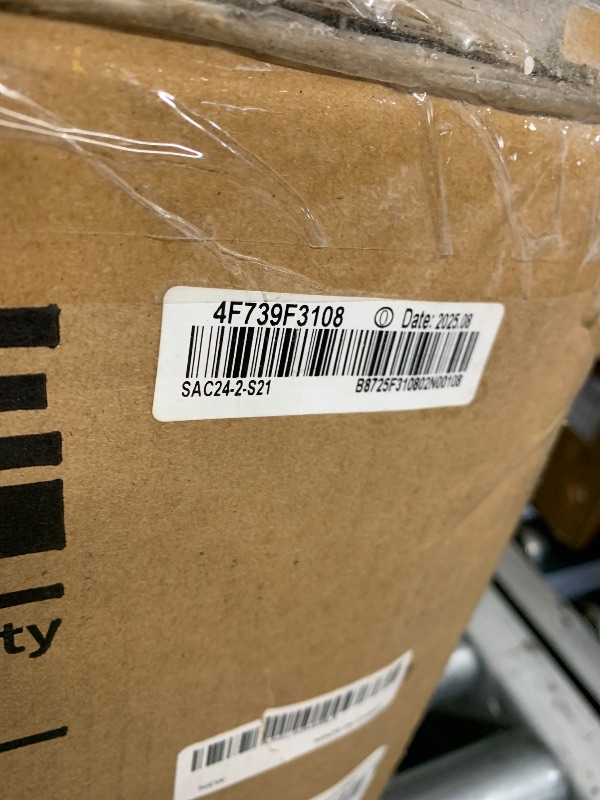 4F739F3108 Ⓞ Date: 2025.08
SAC24-2-S21 B8725F310802N00108
ty